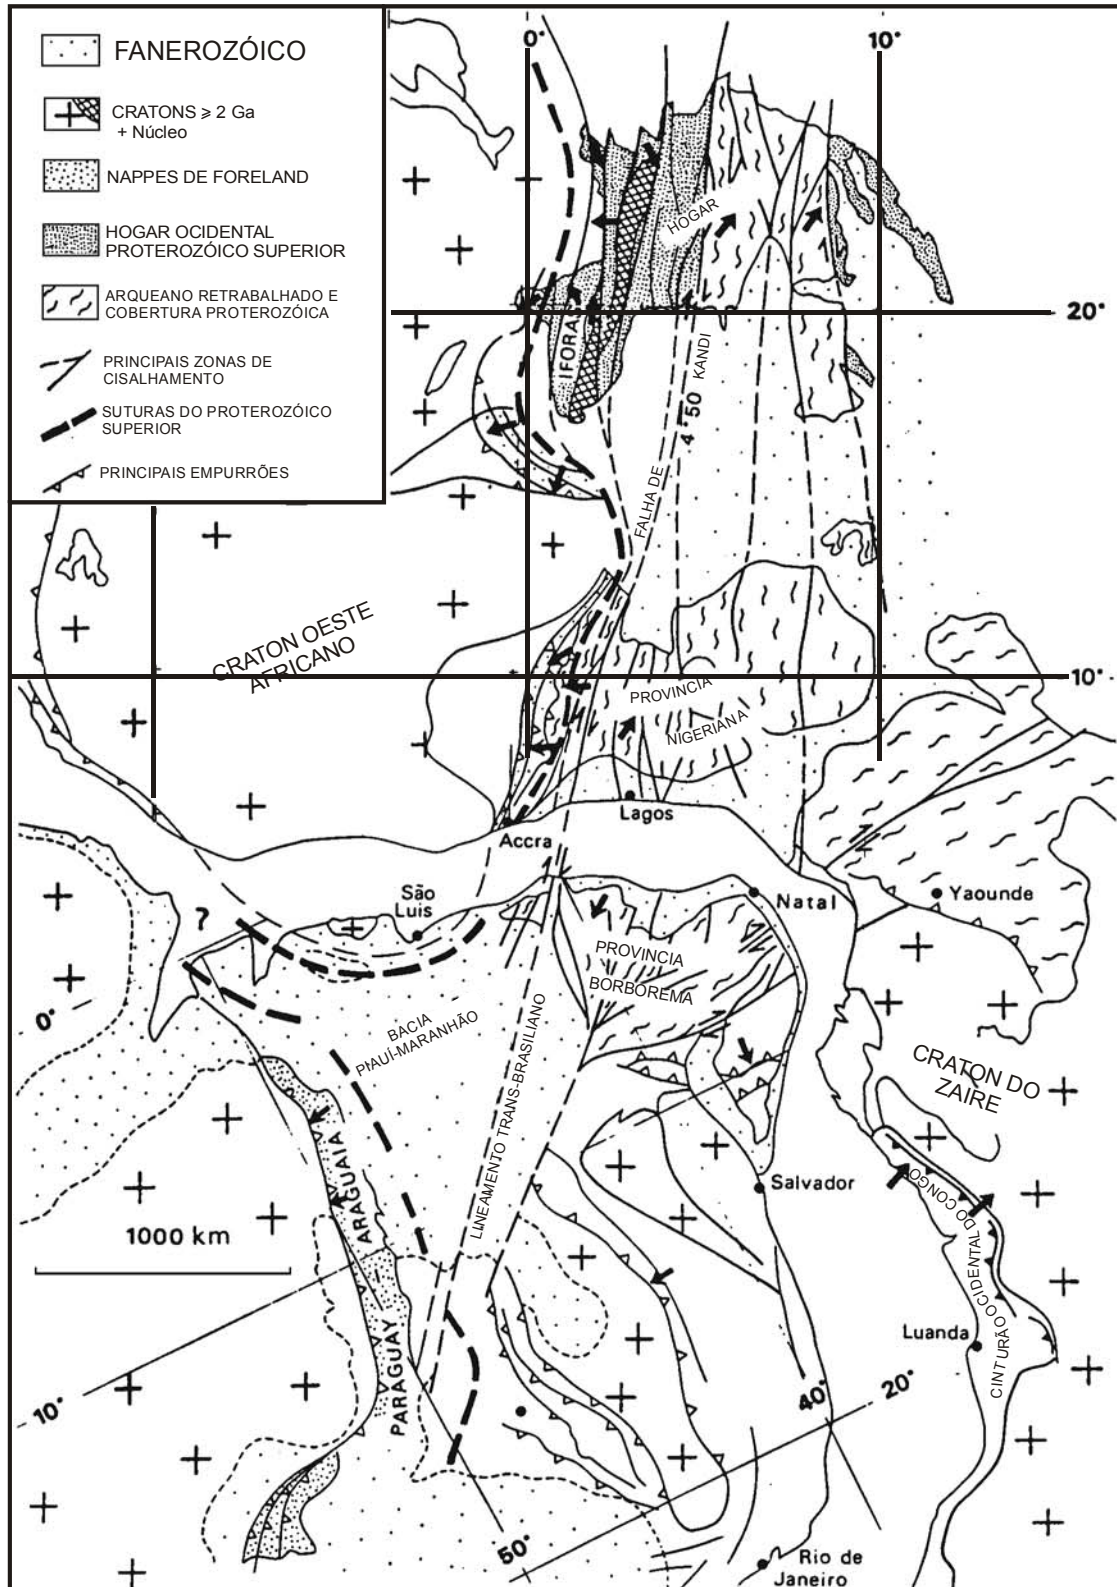 FANEROZÓICO
CRATONS ⩾ 2 Ga
+ Núcleo
NAPPES DE FORELAND
HOGAR OCIDENTAL
PROTEROZÓICO SUPERIOR
ARQUEANO RETRABALHADO E
COBERTURA PROTEROZÓICA
PRINCIPAIS ZONAS DE
CISALHAMENTO
SUTURAS DO PROTEROZÓICO
SUPERIOR
PRINCIPAIS EMPURRÕES
0°
10°
HOGAR
20°
IFORAS
KANDI
4°50
FALHA DE
CRATON OESTE
AFRICANO
10°
PROVINCIA
NIGERIANA
Lagos
Accra
São
Luis
?
Natal
Yaounde
PROVINCIA
BORBOREMA
0°
BACIA
PIAUÍ-MARANHÃO
LINEAMENTO TRANS-BRASILIANO
CRATON DO
ZAIRE
ARAGUAIA
Salvador
1000 km
CINTURÃO OCIDENTAL DO CONGO
Luanda
PARAGUAY
10°
40°
20°
50°
Rio de
Janeiro